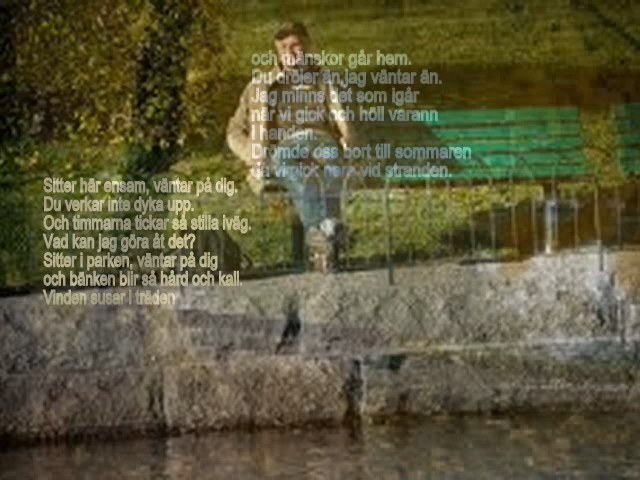 Sitter här ensam, väntar på dig.
Du verkar inte dyka upp.
Och timmarna tickar så stilla iväg.
Vad kan jag göra åt det?
Sitter i parken, väntar på dig
och bänken blir så hård och kall.
Vinden susar i träden
och mänskor går hem.
Du dröjer än jag väntar än.
Jag minns det som igår
när vi gick och höll varann
i handen
Drömde oss bort till sommaren
vid stranden.